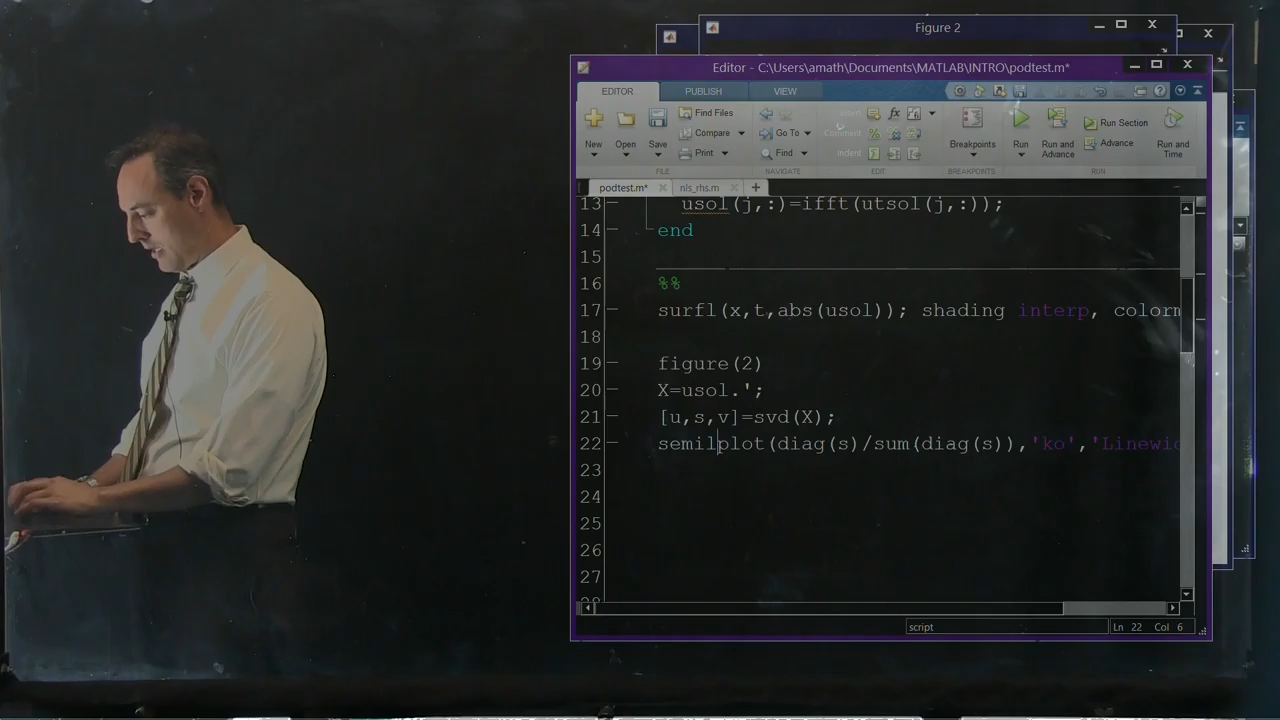 Figure 2
Editor - C:\Users\amath\Documents\MATLAB\INTRO\podtest.m*
EDITOR PUBLISH VIEW
New Open Save Find Files Compare Print
Go To Find
Comment Indent fx
Breakpoints Run Run and Advance Run Section Advance Run and Time
FILE NAVIGATE EDIT BREAKPOINTS RUN
podtest.m* nls_rhs.m
13 usol(j,:)=ifft(utsol(j,:));
14 end
15
16 %%
17 surfl(x,t,abs(usol)); shading interp, colorm
18
19 figure(2)
20 X=usol.';
21 [u,s,v]=svd(X);
22 semilplot(diag(s)/sum(diag(s)),'ko','Linewid
23
24
25
26
27
28
script Ln 22 Col 6